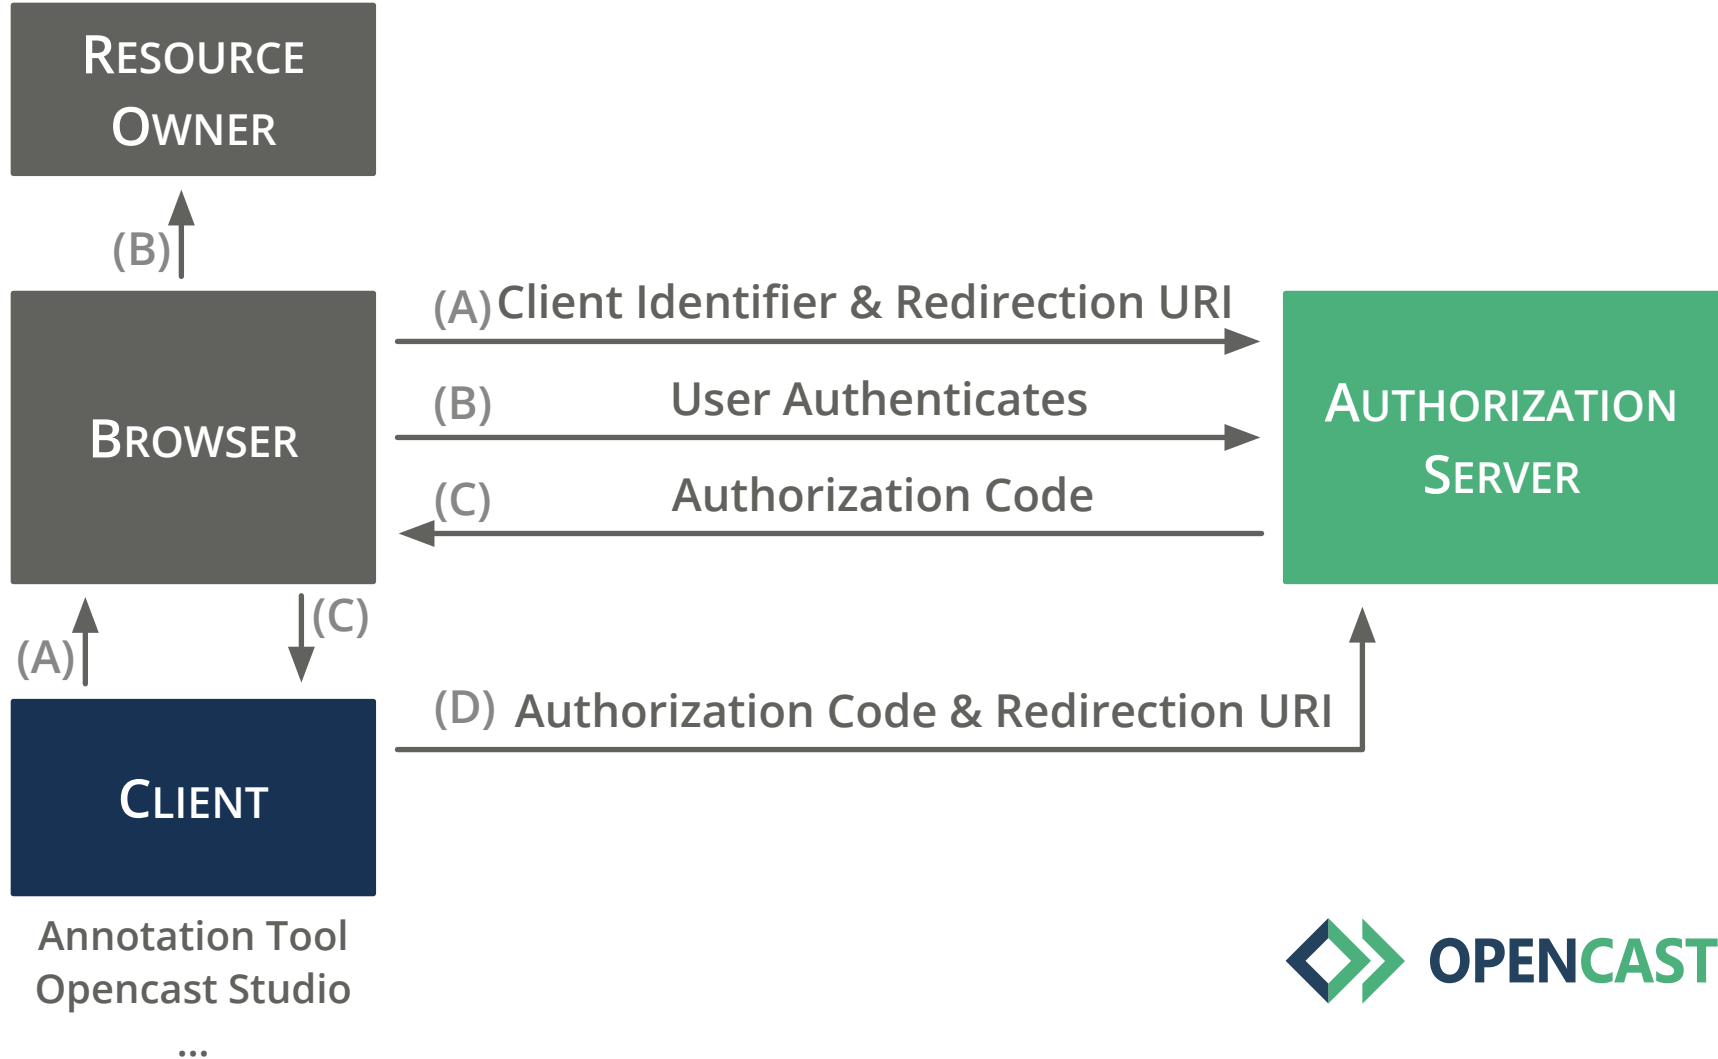 RESOURCE
OWNER
(B)
(A) Client Identifier & Redirection URI
(B) User Authenticates
(C) Authorization Code
BROWSER
AUTHORIZATION
SERVER
(A)
(C)
(D) Authorization Code & Redirection URI
CLIENT
Annotation Tool
Opencast Studio
...
OPENCAST